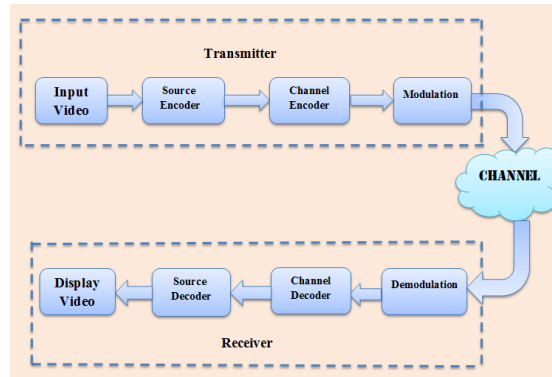 Transmitter
Input
Video
Source
Encoder
Channel
Encoder
Modulation
CHANNEL
Display
Video
Source
Decoder
Channel
Decoder
Demodulation
Receiver